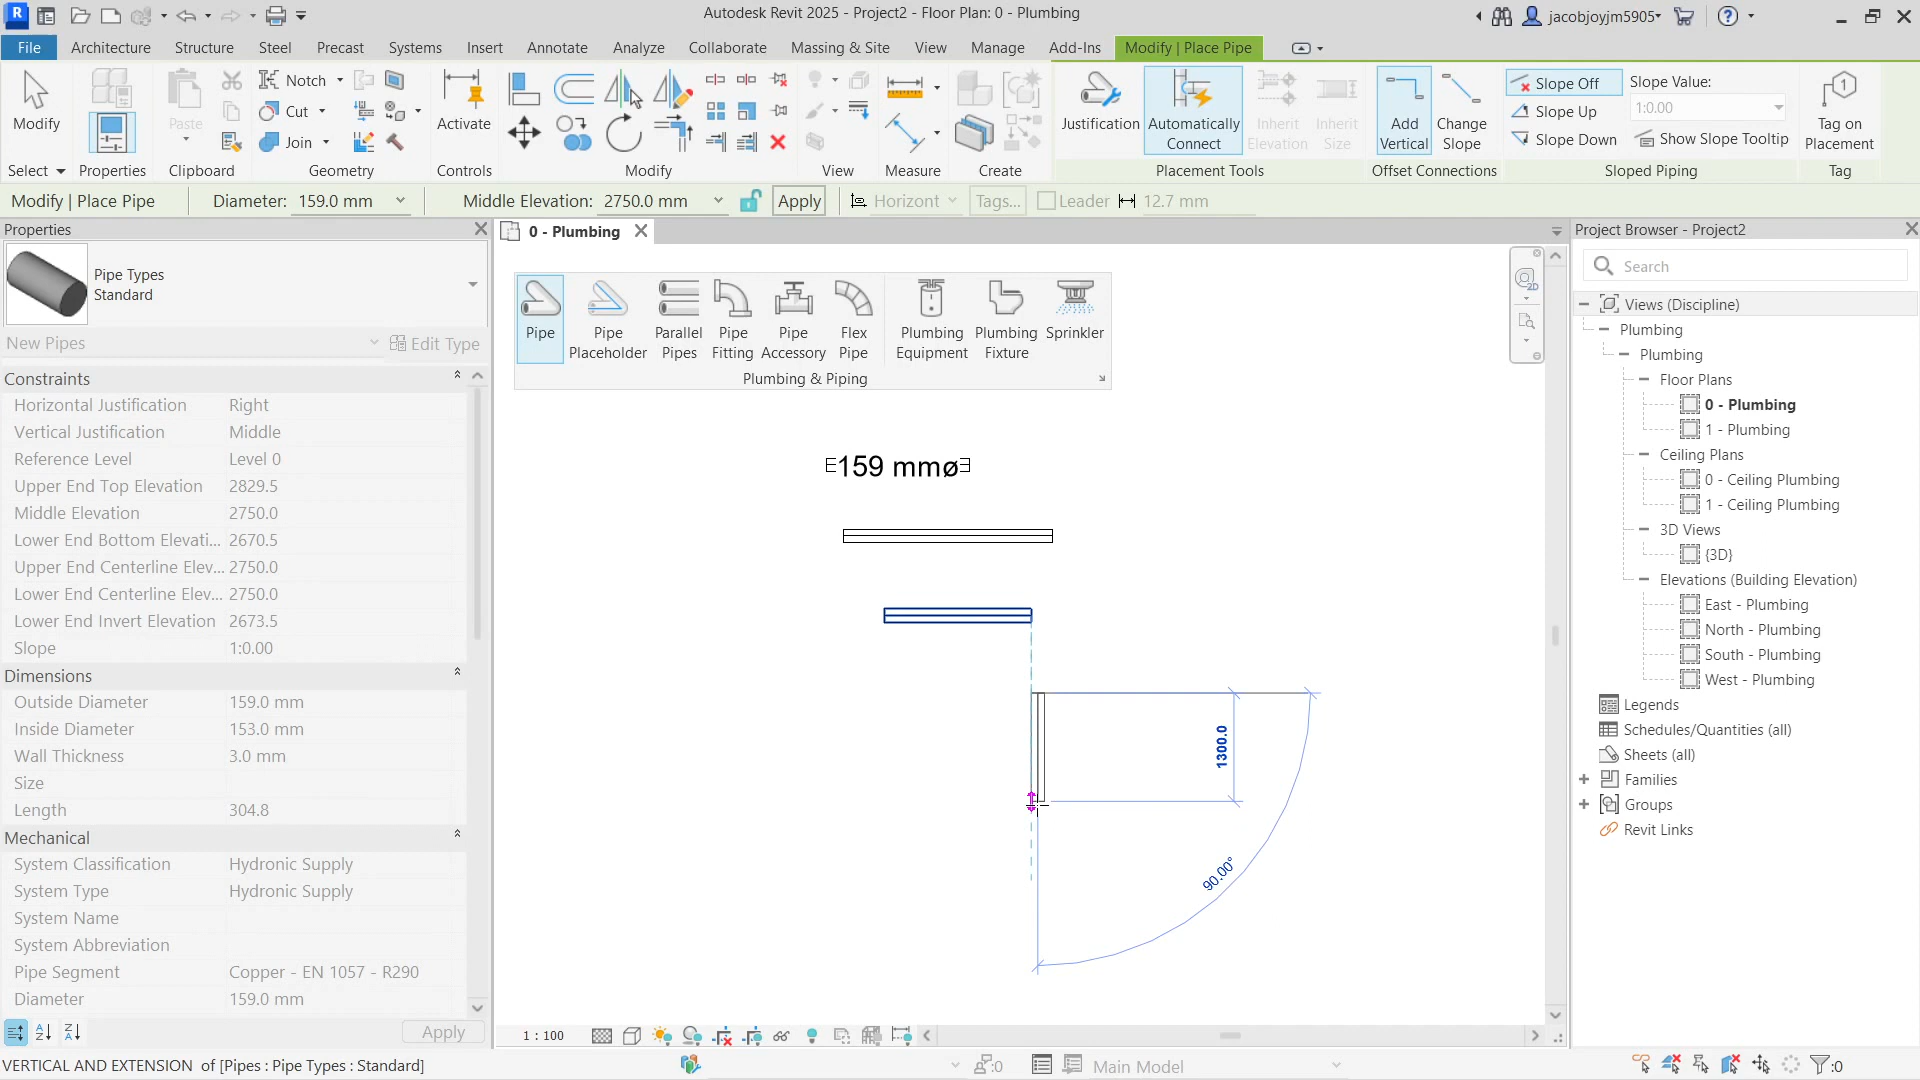 Autodesk Revit 2025 - Project2 - Floor Plan: 0 - Plumbing
jacobjoyjm5905
File Architecture Structure Steel Precast Systems Insert Annotate Analyze Collaborate Massing & Site View Manage Add-Ins Modify | Place Pipe
Modify
Paste
Notch
Cut
Join
Activate
Justification
Automatically Connect
Inherit Elevation
Inherit Size
Add Vertical
Change Slope
Slope Off
Slope Up
Slope Down
Slope Value:
1:0.00
Show Slope Tooltip
Tag on Placement
Select Properties Clipboard Geometry Controls Modify View Measure Create Placement Tools Offset Connections Sloped Piping Tag
Modify | Place Pipe Diameter: 159.0 mm Middle Elevation: 2750.0 mm Apply Horizont Tags... Leader 12.7 mm
Properties
Pipe Types
Standard
New Pipes Edit Type
Constraints
Horizontal Justification Right
Vertical Justification Middle
Reference Level Level 0
Upper End Top Elevation 2829.5
Middle Elevation 2750.0
Lower End Bottom Elevati... 2670.5
Upper End Centerline Elev... 2750.0
Lower End Centerline Elev... 2750.0
Lower End Invert Elevation 2673.5
Slope 1:0.00
Dimensions
Outside Diameter 159.0 mm
Inside Diameter 153.0 mm
Wall Thickness 3.0 mm
Size
Length 304.8
Mechanical
System Classification Hydronic Supply
System Type Hydronic Supply
System Name
System Abbreviation
Pipe Segment Copper - EN 1057 - R290
Diameter 159.0 mm
Apply
0 - Plumbing
Pipe
Pipe Placeholder
Parallel Pipes
Pipe Fitting
Pipe Accessory
Flex Pipe
Plumbing Equipment
Plumbing Fixture
Sprinkler
Plumbing & Piping
159 mmø
1300.0
90.00°
2D
1 : 100
Project Browser - Project2
Search
Views (Discipline)
Plumbing
Plumbing
Floor Plans
0 - Plumbing
1 - Plumbing
Ceiling Plans
0 - Ceiling Plumbing
1 - Ceiling Plumbing
3D Views
{3D}
Elevations (Building Elevation)
East - Plumbing
North - Plumbing
South - Plumbing
West - Plumbing
Legends
Schedules/Quantities (all)
Sheets (all)
Families
Groups
Revit Links
VERTICAL AND EXTENSION of [Pipes : Pipe Types : Standard] :0 Main Model :0